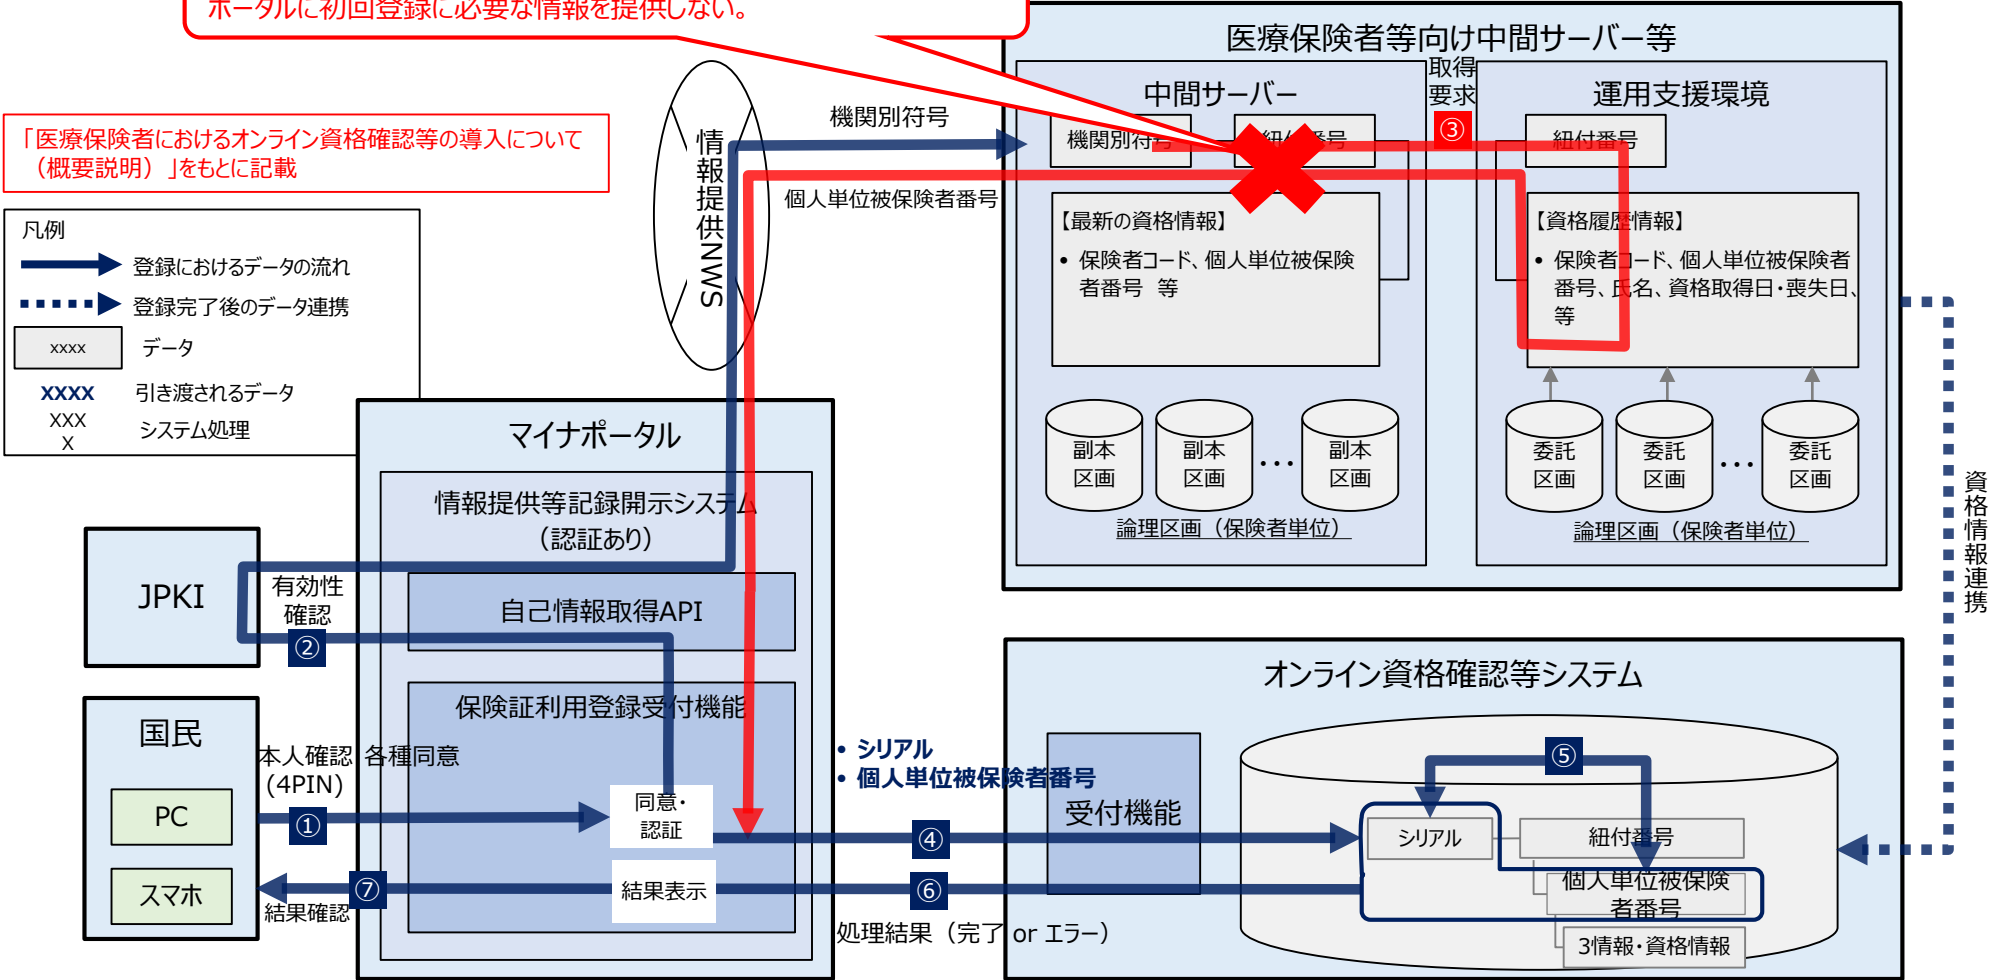 ポータルに初回登録に必要な情報を提供しない。
「医療保険者におけるオンライン資格確認等の導入について
（概要説明）」をもとに記載
凡例
登録におけるデータの流れ
登録完了後のデータ連携
xxxx
データ
XXXX
引き渡されるデータ
XXX
X
システム処理
情報提供NWS
機関別符号
個人単位被保険者番号
医療保険者等向け中間サーバー等
取得
要求
③
中間サーバー
機関別符号
紐付番号
【最新の資格情報】
• 保険者コード、個人単位被保険
者番号 等
副本
区画
副本
区画
…
副本
区画
論理区画（保険者単位）
運用支援環境
紐付番号
【資格履歴情報】
• 保険者コード、個人単位被保険者
番号、氏名、資格取得日・喪失日、
等
委託
区画
委託
区画
…
委託
区画
論理区画（保険者単位）
資格情報連携
マイナポータル
情報提供等記録開示システム
（認証あり）
自己情報取得API
保険証利用登録受付機能
同意・
認証
結果表示
JPKI
有効性
確認
②
国民
PC
スマホ
本人確認 各種同意
(4PIN)
①
⑦
結果確認
• シリアル
• 個人単位被保険者番号
④
⑥
処理結果（完了 or エラー）
オンライン資格確認等システム
受付機能
⑤
シリアル
紐付番号
個人単位被保険
者番号
3情報・資格情報